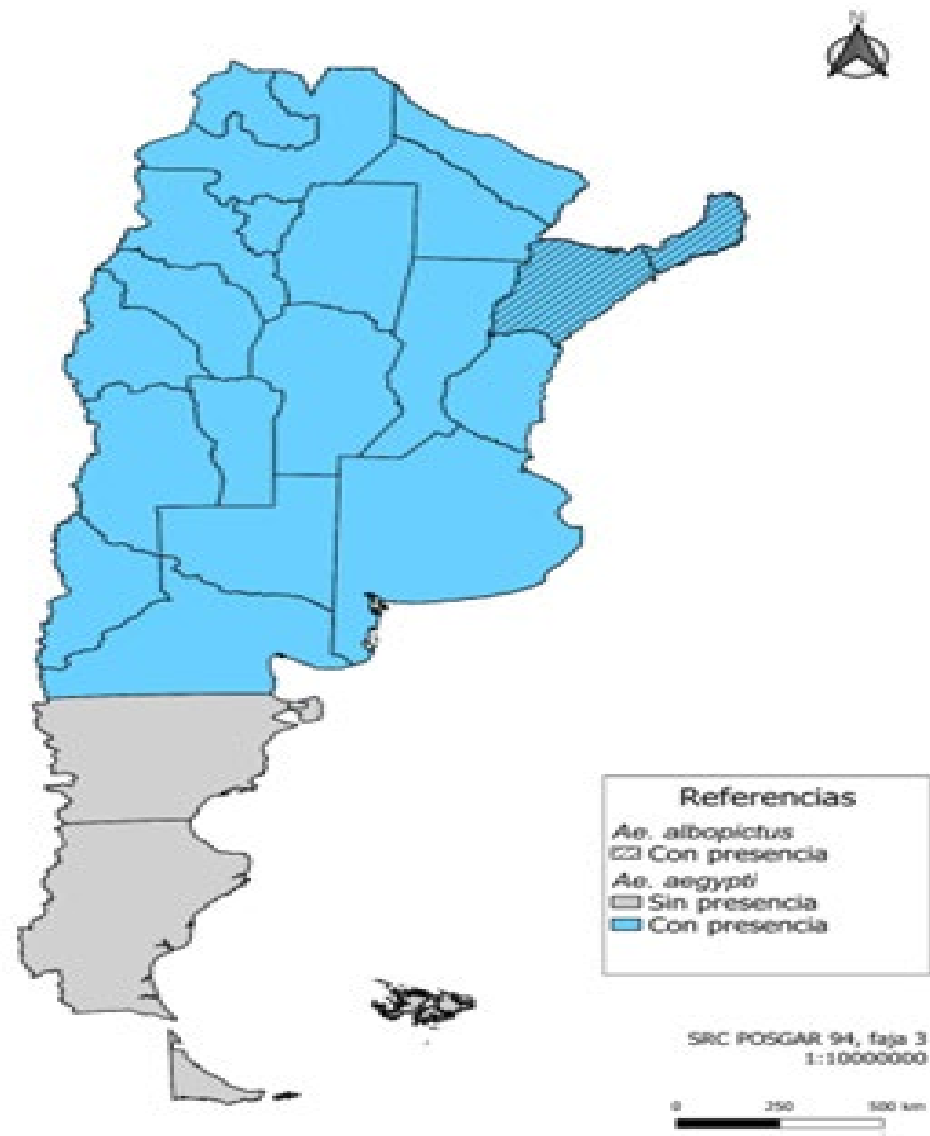 N
Referencias
Ae. albopictus
Con presencia
Ae. aegypti
Sin presencia
Con presencia
SRC POSGAR 94, faja 3
1:10000000
0 250 500 km